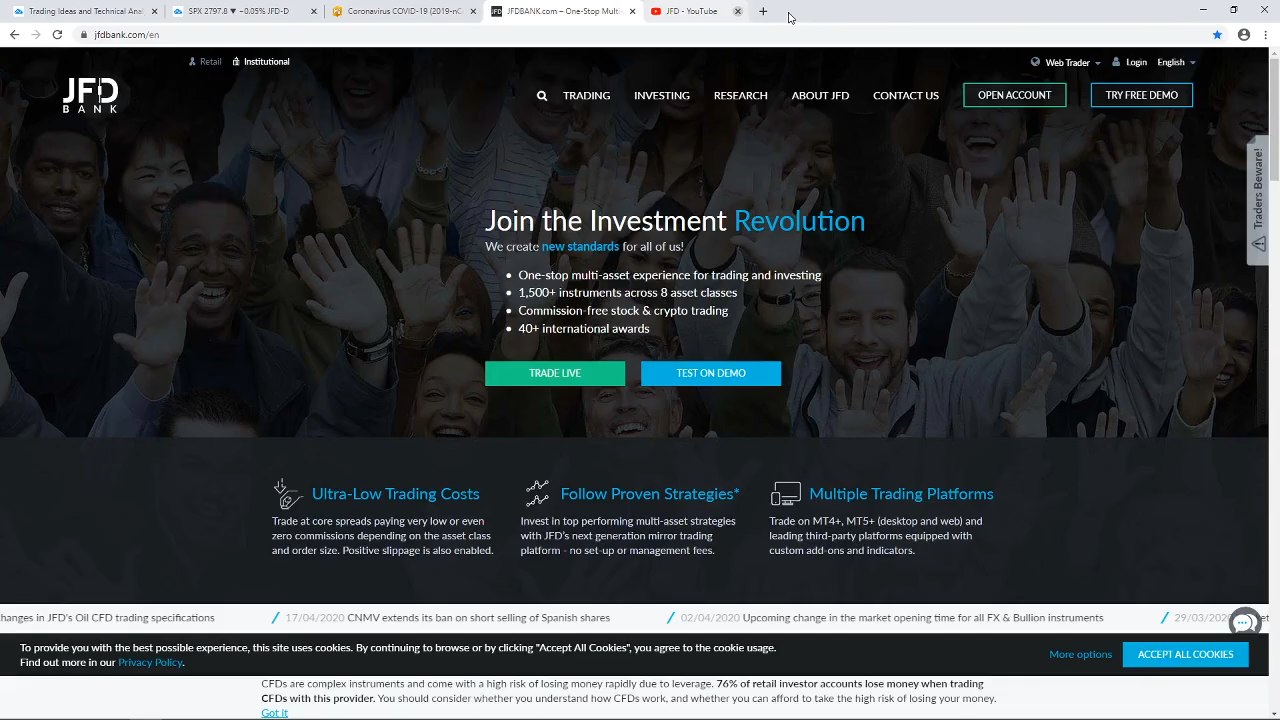 Trading Ideas and Technical Anal
SPX 2797.8 ▼ −0.05% JFD-D
Coronavirus COVID-19 (2019-nC
JFDBANK.com – One-Stop Multi-
JFD - YouTube
jfdbank.com/en
Retail
Institutional
Web Trader
Login
English
JFD
BANK
TRADING
INVESTING
RESEARCH
ABOUT JFD
CONTACT US
OPEN ACCOUNT
TRY FREE DEMO
Traders Beware!
Join the Investment Revolution
We create new standards for all of us!
• One-stop multi-asset experience for trading and investing
• 1,500+ instruments across 8 asset classes
• Commission-free stock & crypto trading
• 40+ international awards
TRADE LIVE
TEST ON DEMO
Ultra-Low Trading Costs
Trade at core spreads paying very low or even
zero commissions depending on the asset class
and order size. Positive slippage is also enabled.
Follow Proven Strategies*
Invest in top performing multi-asset strategies
with JFD's next generation mirror trading
platform - no set-up or management fees.
Multiple Trading Platforms
Trade on MT4+, MT5+ (desktop and web) and
leading third-party platforms equipped with
custom add-ons and indicators.
hanges in JFD's Oil CFD trading specifications
17/04/2020 CNMV extends its ban on short selling of Spanish shares
02/04/2020 Upcoming change in the market opening time for all FX & Bullion instruments
29/03/2020
To provide you with the best possible experience, this site uses cookies. By continuing to browse or by clicking "Accept All Cookies", you agree to the cookie usage.
Find out more in our Privacy Policy.
More options
ACCEPT ALL COOKIES
CFDs are complex instruments and come with a high risk of losing money rapidly due to leverage. 76% of retail investor accounts lose money when trading
CFDs with this provider. You should consider whether you understand how CFDs work, and whether you can afford to take the high risk of losing your money.
Got it